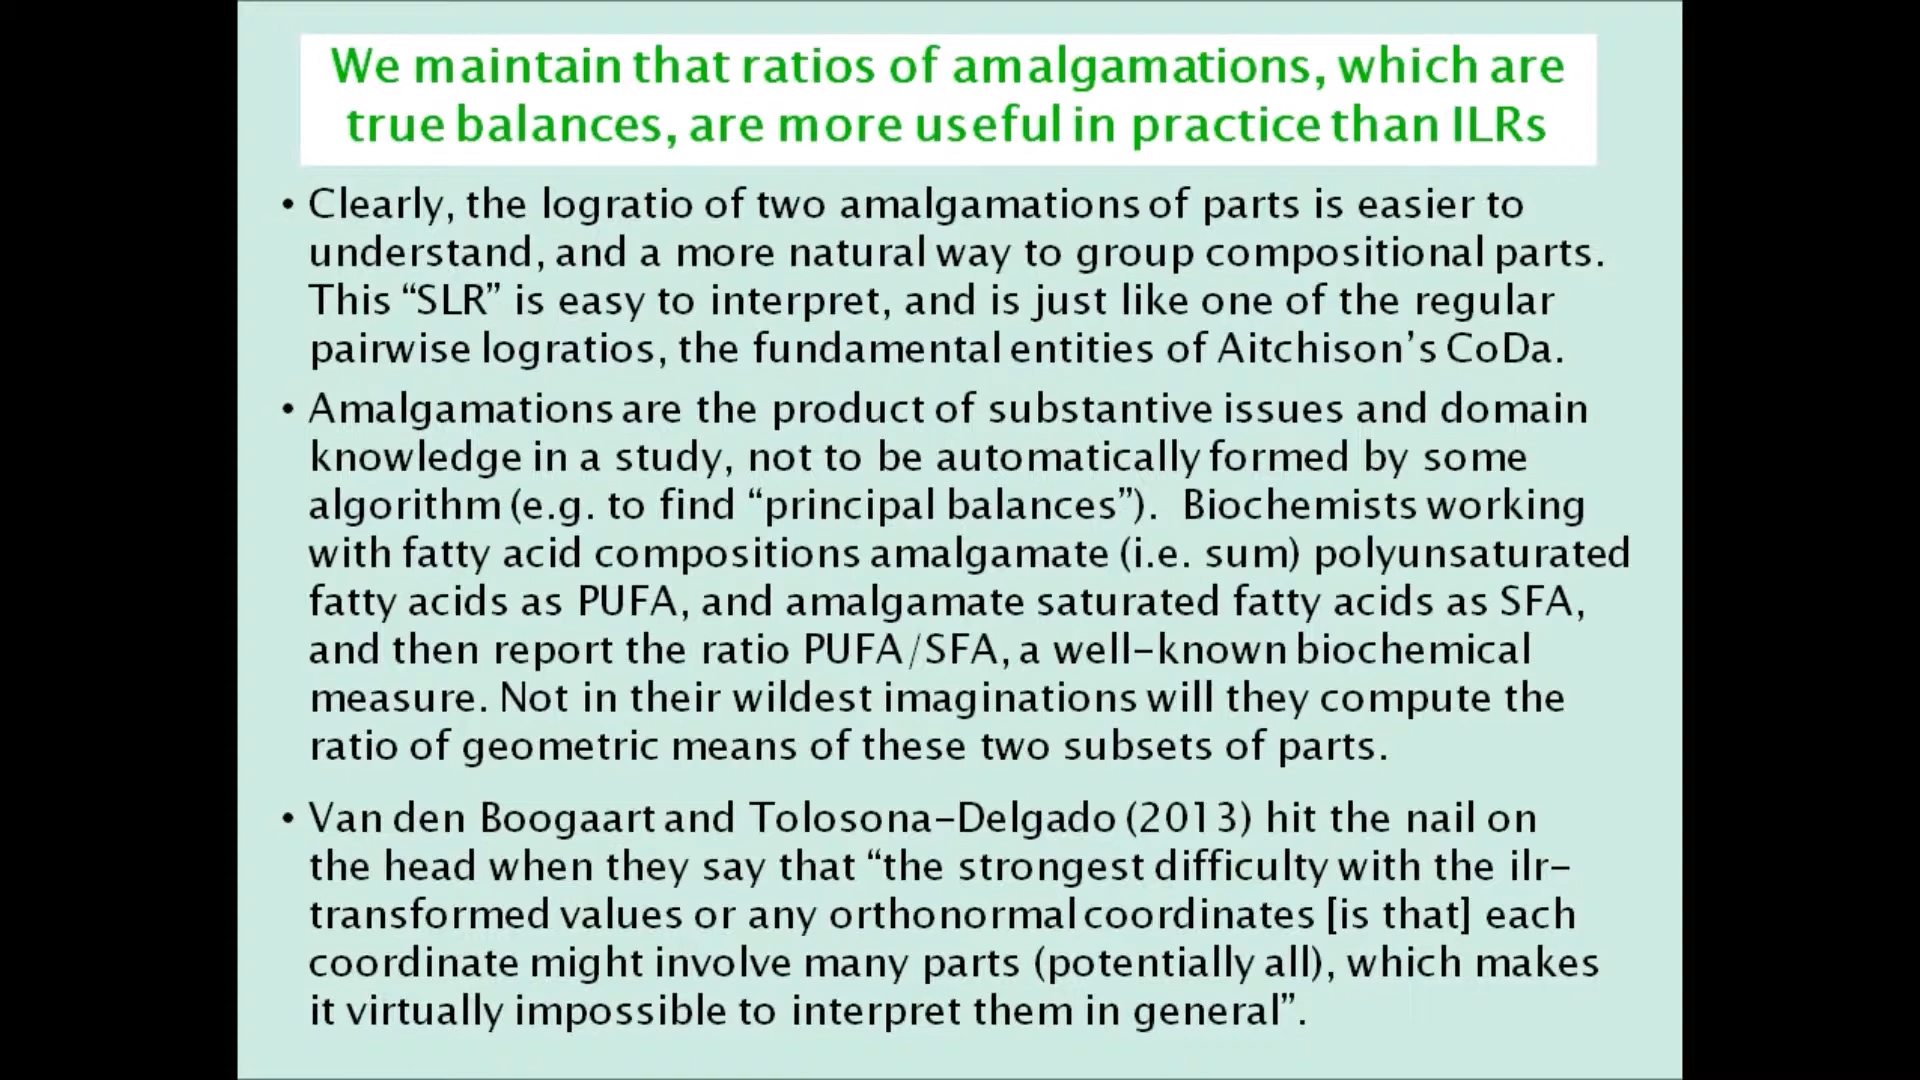 We maintain that ratios of amalgamations, which are
true balances, are more useful in practice than ILRs
• Clearly, the logratio of two amalgamations of parts is easier to
understand, and a more natural way to group compositional parts.
This “SLR” is easy to interpret, and is just like one of the regular
pairwise logratios, the fundamental entities of Aitchison’s CoDa.
• Amalgamations are the product of substantive issues and domain
knowledge in a study, not to be automatically formed by some
algorithm (e.g. to find “principal balances”). Biochemists working
with fatty acid compositions amalgamate (i.e. sum) polyunsaturated
fatty acids as PUFA, and amalgamate saturated fatty acids as SFA,
and then report the ratio PUFA/SFA, a well-known biochemical
measure. Not in their wildest imaginations will they compute the
ratio of geometric means of these two subsets of parts.
• Van den Boogaart and Tolosona-Delgado (2013) hit the nail on
the head when they say that “the strongest difficulty with the ilr-
transformed values or any orthonormal coordinates [is that] each
coordinate might involve many parts (potentially all), which makes
it virtually impossible to interpret them in general”.